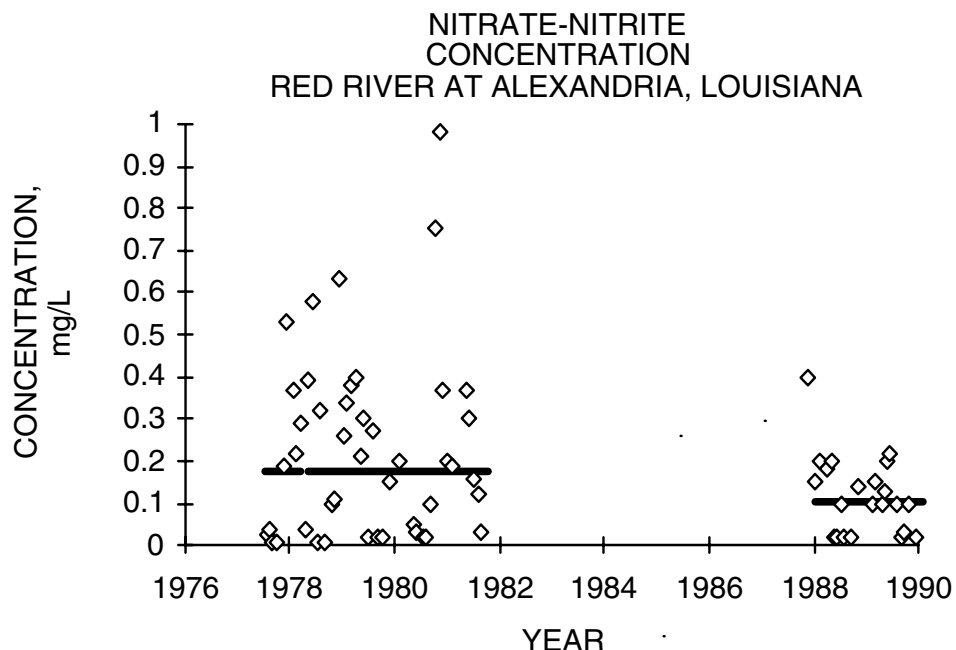 NITRATE-NITRITE
CONCENTRATION
RED RIVER AT ALEXANDRIA, LOUISIANA
CONCENTRATION,
mg/L
1
0.9
0.8
0.7
0.6
0.5
0.4
0.3
0.2
0.1
0
1976 1978 1980 1982 1984 1986 1988 1990
YEAR